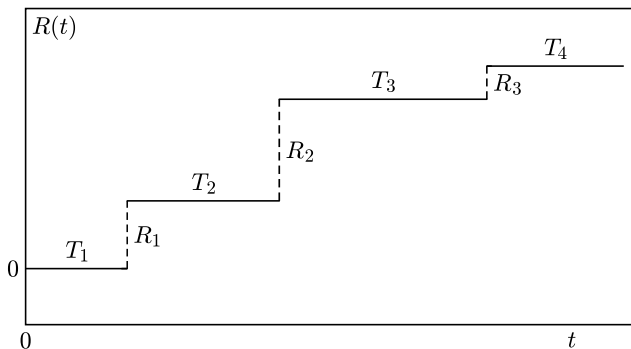 R(t)
T₄
T₃
R₃
R₂
T₂
R₁
T₁
0
0
t